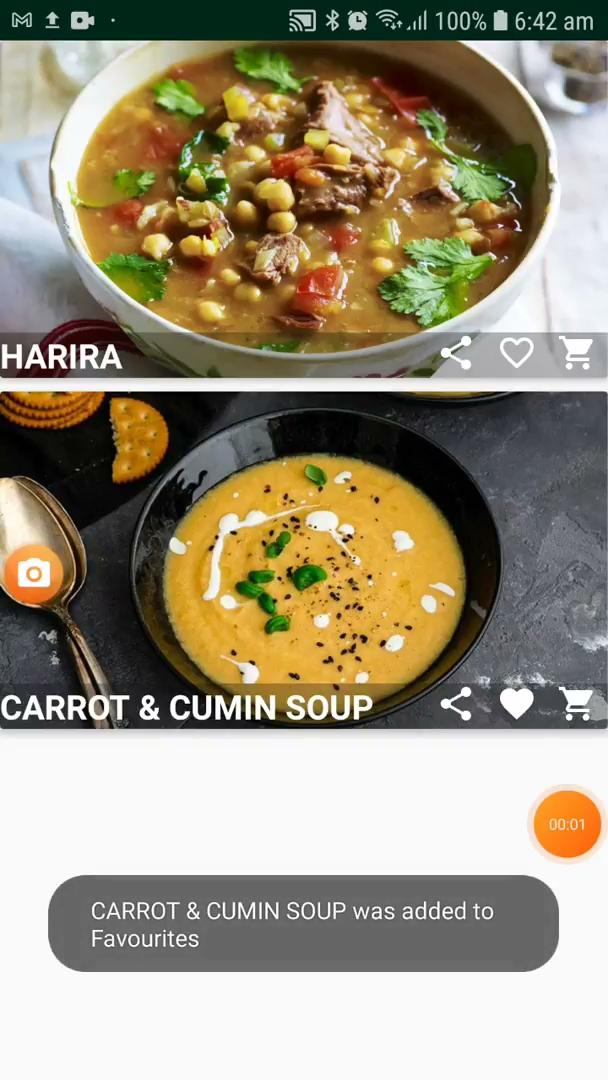 100% 6:42 am
HARIRA
CARROT & CUMIN SOUP
00:01
CARROT & CUMIN SOUP was added to
Favourites